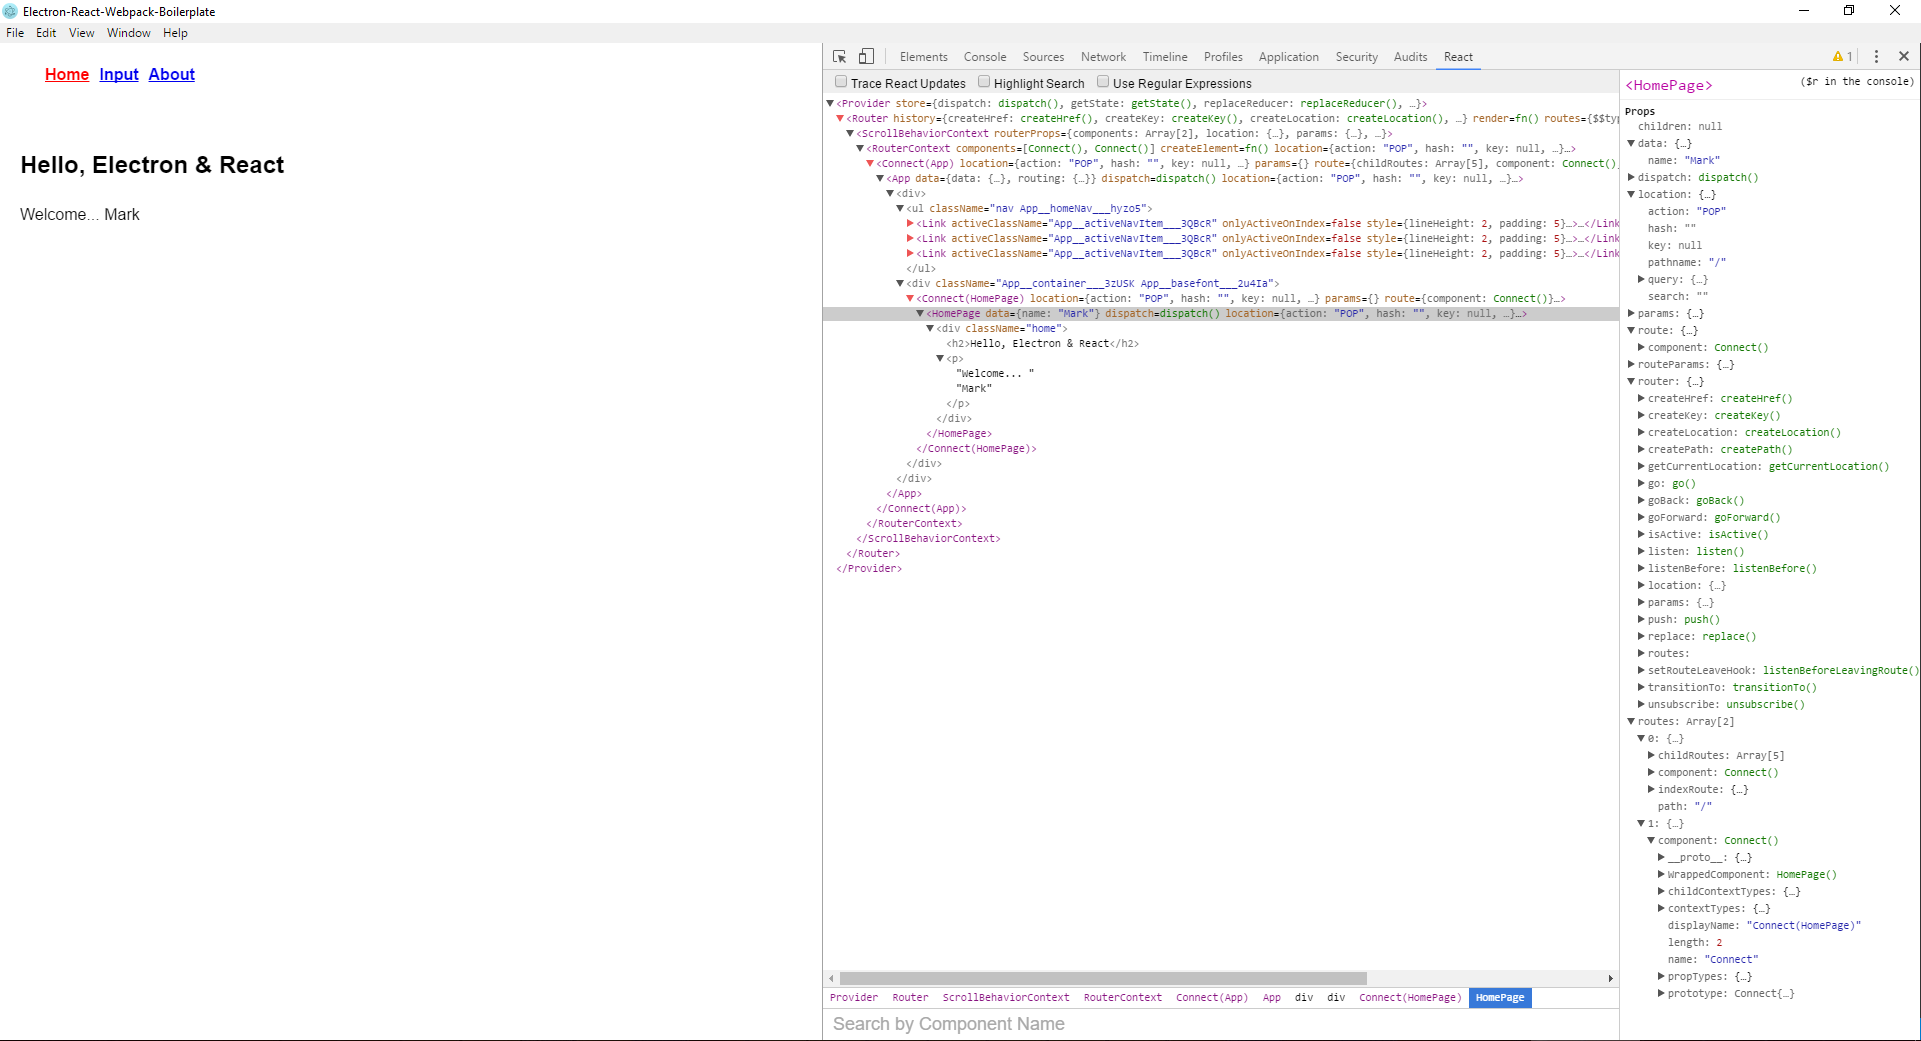 Electron-React-Webpack-Boilerplate
File Edit View Window Help
Home Input About
Hello, Electron & React
Welcome... Mark
Elements Console Sources Network Timeline Profiles Application Security Audits React 1
Trace React Updates Highlight Search Use Regular Expressions
<Provider store={dispatch: dispatch(), getState: getState(), replaceReducer: replaceReducer(), …}>
<Router history={createHref: createHref(), createKey: createKey(), createLocation: createLocation(), …} render=fn() routes={$$typ
<ScrollBehaviorContext routerProps={components: Array[2], location: {…}, params: {…}, …}>
<RouterContext components=[Connect(), Connect()] createElement=fn() location={action: "POP", hash: "", key: null, …}…>
<Connect(App) location={action: "POP", hash: "", key: null, …} params={} route={childRoutes: Array[5], component: Connect(),
<App data={data: {…}, routing: {…}} dispatch=dispatch() location={action: "POP", hash: "", key: null, …}…>
<div>
<ul className="nav App__homeNav___hyzo5">
<Link activeClassName="App__activeNavItem___3QBcR" onlyActiveOnIndex=false style={lineHeight: 2, padding: 5}…>…</Link
<Link activeClassName="App__activeNavItem___3QBcR" onlyActiveOnIndex=false style={lineHeight: 2, padding: 5}…>…</Link
<Link activeClassName="App__activeNavItem___3QBcR" onlyActiveOnIndex=false style={lineHeight: 2, padding: 5}…>…</Link
</ul>
<div className="App__container___3zUSK App__basefont___2u4Ia">
<Connect(HomePage) location={action: "POP", hash: "", key: null, …} params={} route={component: Connect()}…>
<HomePage data={name: "Mark"} dispatch=dispatch() location={action: "POP", hash: "", key: null, …}…>
<div className="home">
<h2>Hello, Electron & React</h2>
<p>
"Welcome... "
"Mark"
</p>
</div>
</HomePage>
</Connect(HomePage)>
</div>
</div>
</App>
</Connect(App)>
</RouterContext>
</ScrollBehaviorContext>
</Router>
</Provider>
Provider Router ScrollBehaviorContext RouterContext Connect(App) App div div Connect(HomePage) HomePage
Search by Component Name
<HomePage> ($r in the console)
Props
children: null
data: {…}
name: "Mark"
dispatch: dispatch()
location: {…}
action: "POP"
hash: ""
key: null
pathname: "/"
query: {…}
search: ""
params: {…}
route: {…}
component: Connect()
routeParams: {…}
router: {…}
createHref: createHref()
createKey: createKey()
createLocation: createLocation()
createPath: createPath()
getCurrentLocation: getCurrentLocation()
go: go()
goBack: goBack()
goForward: goForward()
isActive: isActive()
listen: listen()
listenBefore: listenBefore()
location: {…}
params: {…}
push: push()
replace: replace()
routes:
setRouteLeaveHook: listenBeforeLeavingRoute()
transitionTo: transitionTo()
unsubscribe: unsubscribe()
routes: Array[2]
0: {…}
childRoutes: Array[5]
component: Connect()
indexRoute: {…}
path: "/"
1: {…}
component: Connect()
__proto__: {…}
WrappedComponent: HomePage()
childContextTypes: {…}
contextTypes: {…}
displayName: "Connect(HomePage)"
length: 2
name: "Connect"
propTypes: {…}
prototype: Connect{…}